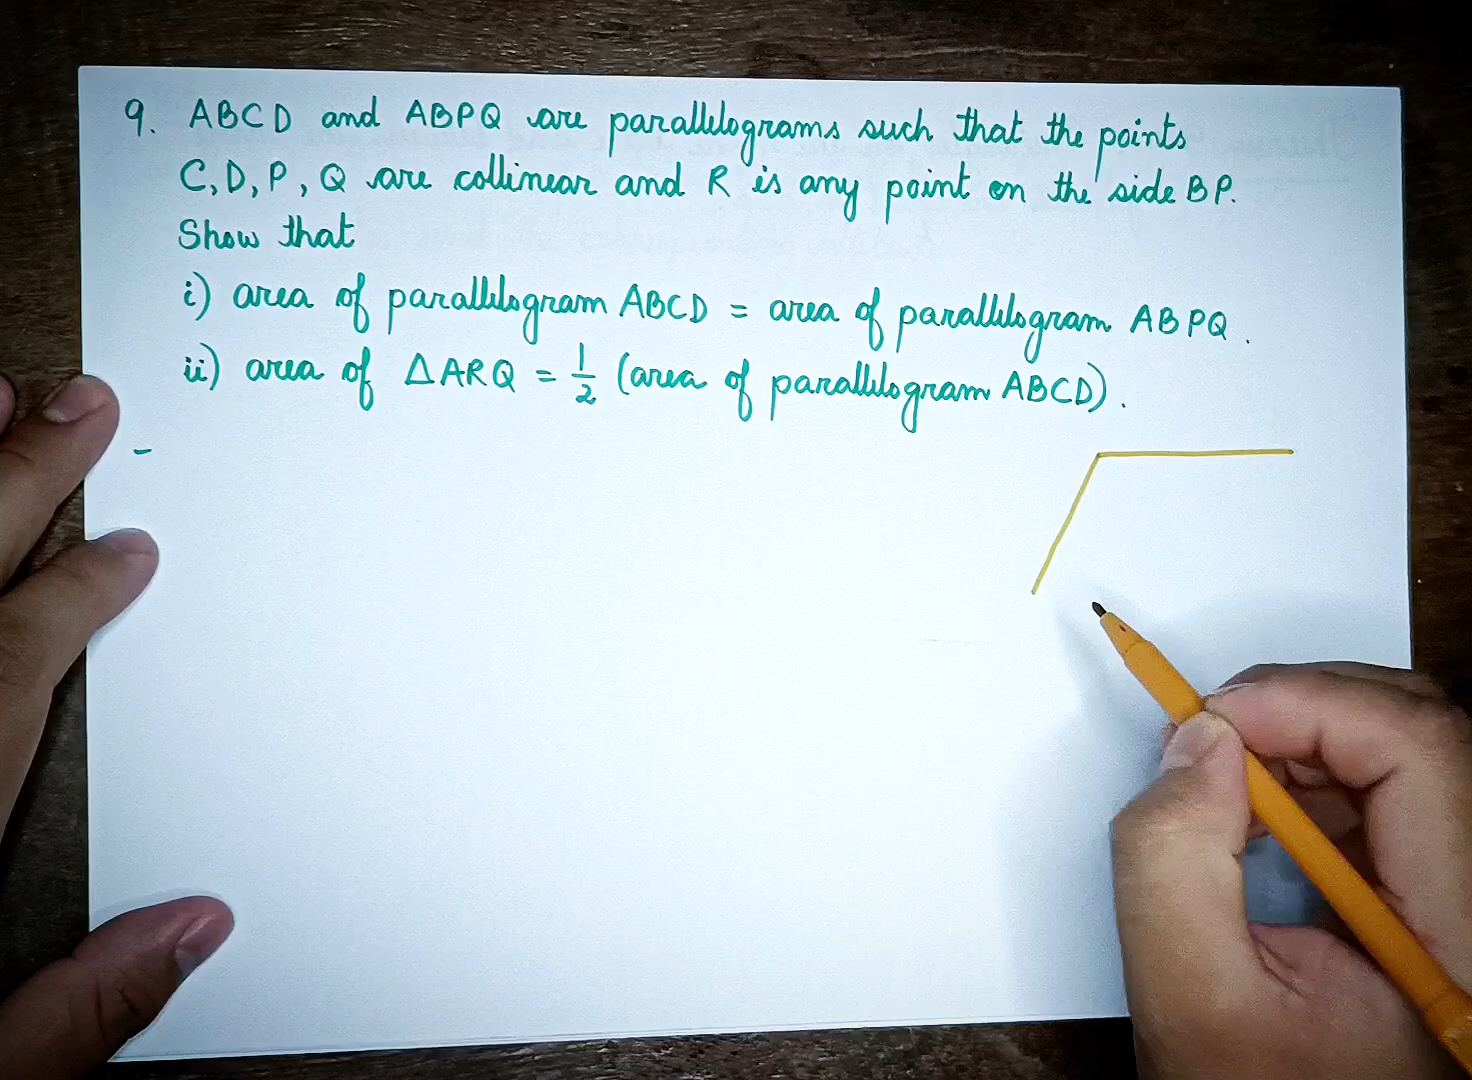 9. ABCD and ABPQ are parallelograms such that the points
C, D, P, Q are collinear and R is any point on the side BP.
Show that
i) area of parallelogram ABCD = area of parallelogram ABPQ.
ii) area of △ARQ = 1/2 (area of parallelogram ABCD).
-